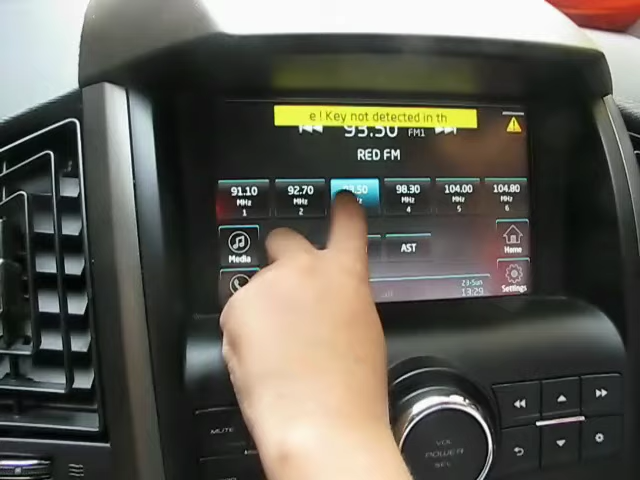 e ! Key not detected in th
93.50 FM1
RED FM
91.10 92.70 98.30 104.00 104.80
MHz MHz MHz MHz MHz
1 2 4 5 6
Media
AST
Home
23-Sun
13:29
Settings
MUTE
VOL
POWER
SEL